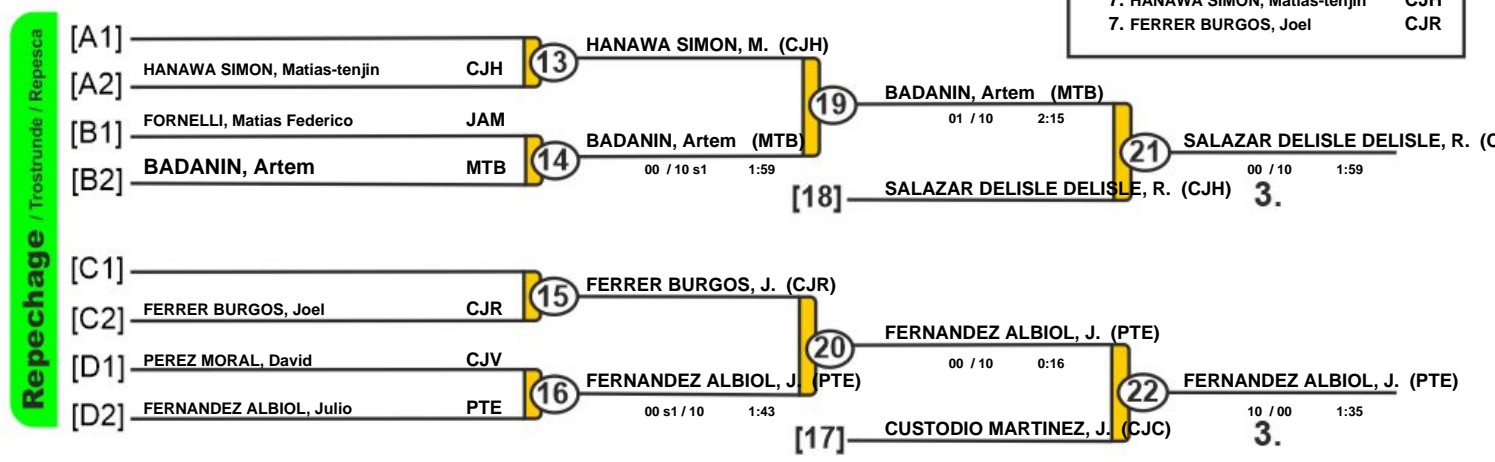 7. HANAWA SIMON, Matias-tenjin CJH
7. FERRER BURGOS, Joel CJR
Repechage / Trostrunde / Repesca
[A1]
HANAWA SIMON, M. (CJH)
HANAWA SIMON, Matias-tenjin CJH
13
[A2]
BADANIN, Artem (MTB)
19
01 / 10 2:15
FORNELLI, Matias Federico JAM
[B1]
BADANIN, Artem (MTB)
SALAZAR DELISLE DELISLE, R. (C
21
BADANIN, Artem MTB
14
00 / 10 s1 1:59
00 / 10 1:59
[B2]
[18]
SALAZAR DELISLE DELISLE, R. (CJH)
3.
[C1]
FERRER BURGOS, J. (CJR)
15
FERRER BURGOS, Joel CJR
[C2]
FERNANDEZ ALBIOL, J. (PTE)
20
00 / 10 0:16
PEREZ MORAL, David CJV
[D1]
FERNANDEZ ALBIOL, J. (PTE)
FERNANDEZ ALBIOL, J. (PTE)
22
16
FERNANDEZ ALBIOL, Julio PTE
00 s1 / 10 1:43
10 / 00 1:35
[D2]
[17]
CUSTODIO MARTINEZ, J. (CJC)
3.